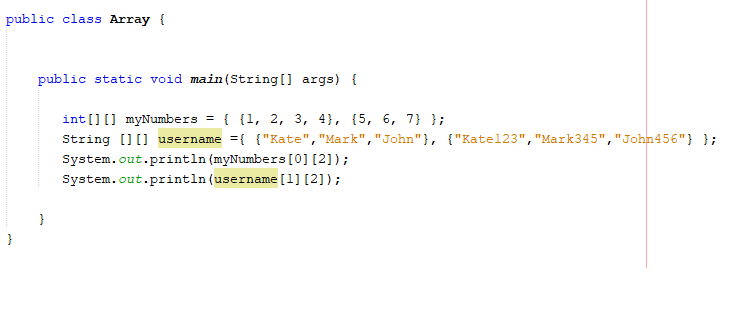 public class Array {
public static void main(String[] args) {
int[][] myNumbers = { {1, 2, 3, 4}, {5, 6, 7} };
String [][] username ={ {"Kate","Mark","John"}, {"Kate123","Mark345","John456"} };
System.out.println(myNumbers[0][2]);
System.out.println(username[1][2]);
}
}